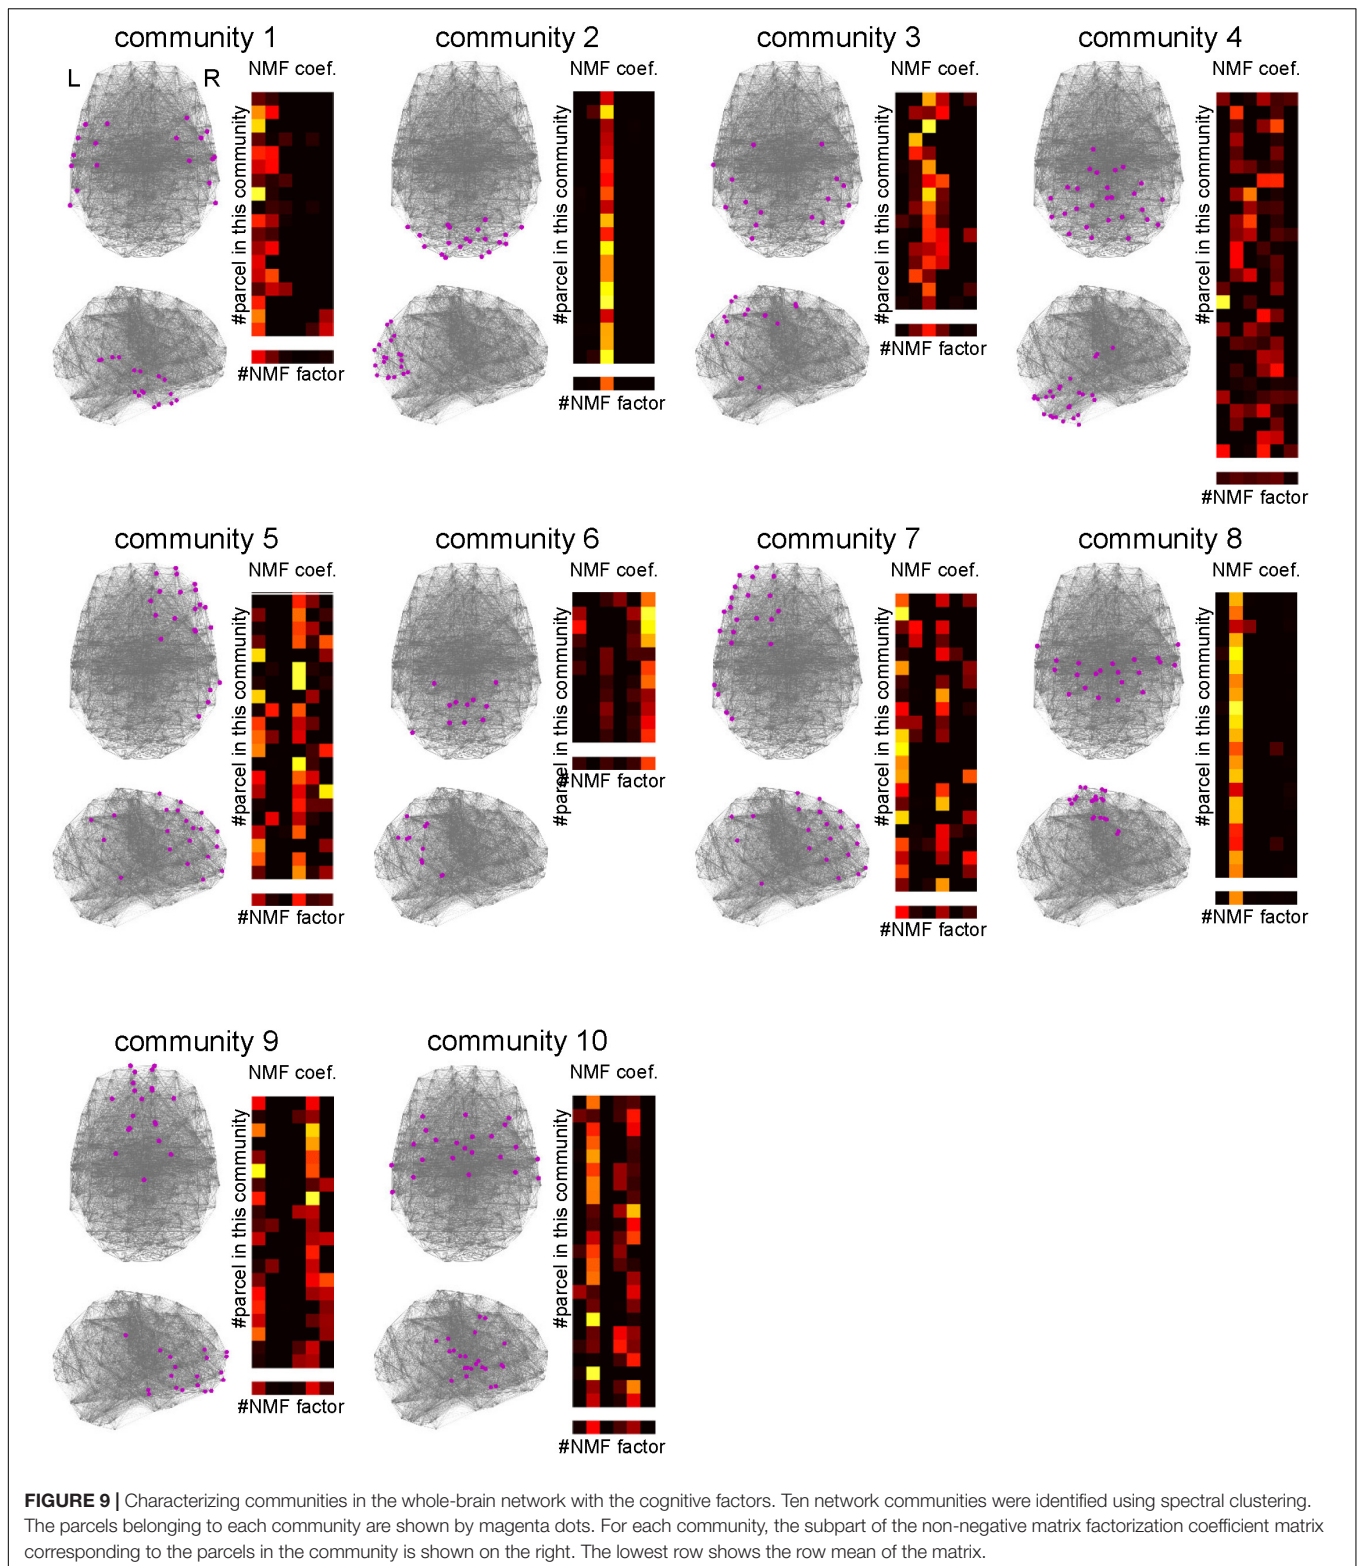 community 1
L
R
NMF coef.
#parcel in this community
#NMF factor
community 2
NMF coef.
#parcel in this community
#NMF factor
community 3
NMF coef.
#parcel in this community
#NMF factor
community 4
NMF coef.
#parcel in this community
#NMF factor
community 5
NMF coef.
#parcel in this community
#NMF factor
community 6
NMF coef.
#parcel in this community
#NMF factor
community 7
NMF coef.
#parcel in this community
#NMF factor
community 8
NMF coef.
#parcel in this community
#NMF factor
community 9
NMF coef.
#parcel in this community
#NMF factor
community 10
NMF coef.
#parcel in this community
#NMF factor
FIGURE 9 | Characterizing communities in the whole-brain network with the cognitive factors. Ten network communities were identified using spectral clustering.
The parcels belonging to each community are shown by magenta dots. For each community, the subpart of the non-negative matrix factorization coefficient matrix
corresponding to the parcels in the community is shown on the right. The lowest row shows the row mean of the matrix.